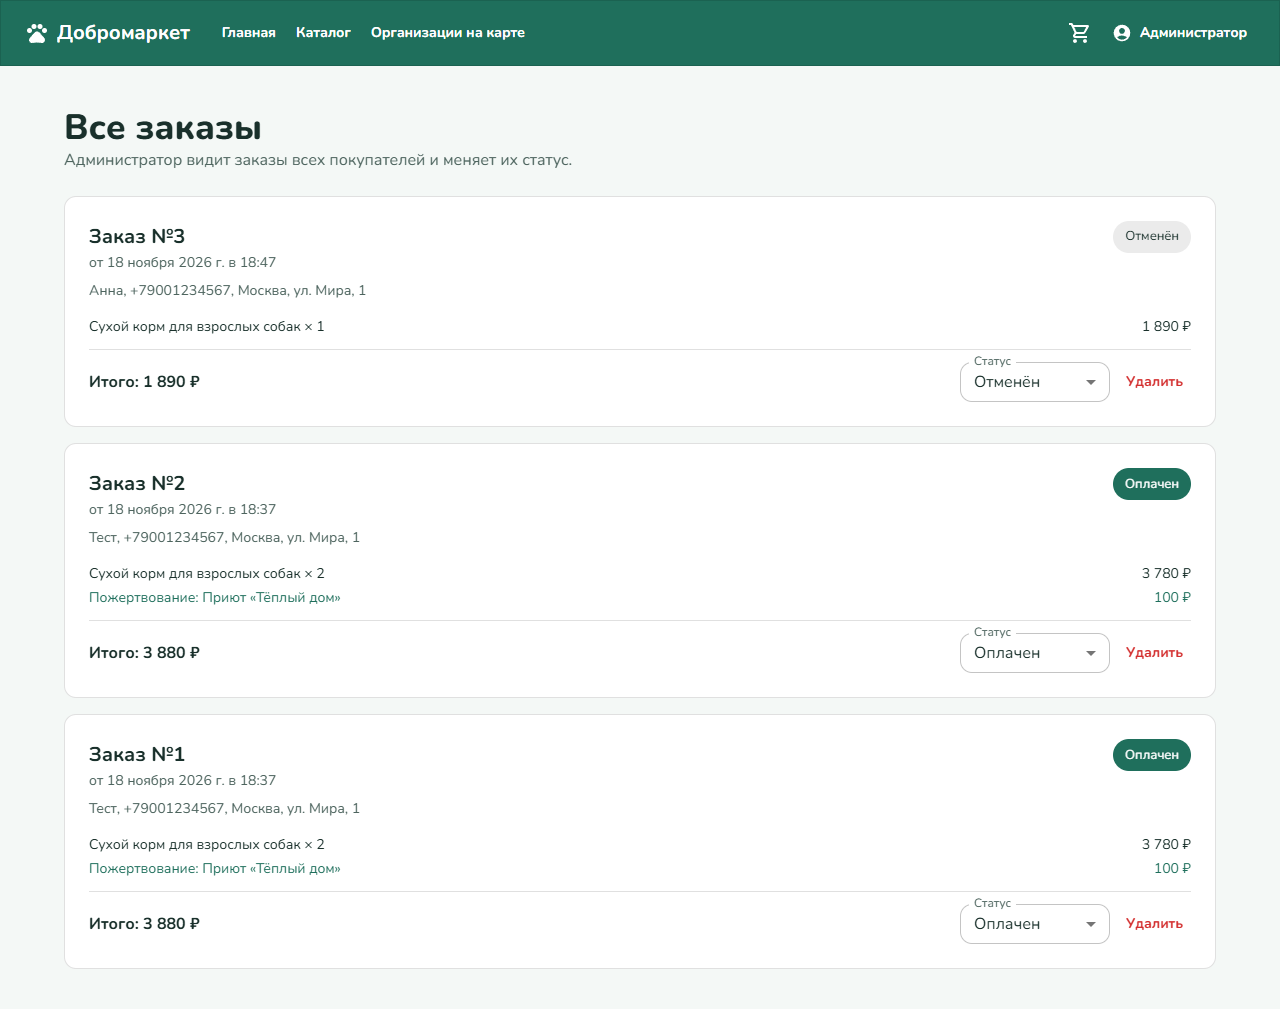 Добромаркет Главная Каталог Организации на карте Администратор
Все заказы
Администратор видит заказы всех покупателей и меняет их статус.
Заказ №3 Отменён
от 18 ноября 2026 г. в 18:47
Анна, +79001234567, Москва, ул. Мира, 1
Сухой корм для взрослых собак × 1 1 890 ₽
Статус
Итого: 1 890 ₽ Отменён Удалить
Заказ №2 Оплачен
от 18 ноября 2026 г. в 18:37
Тест, +79001234567, Москва, ул. Мира, 1
Сухой корм для взрослых собак × 2 3 780 ₽
Пожертвование: Приют «Тёплый дом» 100 ₽
Статус
Итого: 3 880 ₽ Оплачен Удалить
Заказ №1 Оплачен
от 18 ноября 2026 г. в 18:37
Тест, +79001234567, Москва, ул. Мира, 1
Сухой корм для взрослых собак × 2 3 780 ₽
Пожертвование: Приют «Тёплый дом» 100 ₽
Статус
Итого: 3 880 ₽ Оплачен Удалить